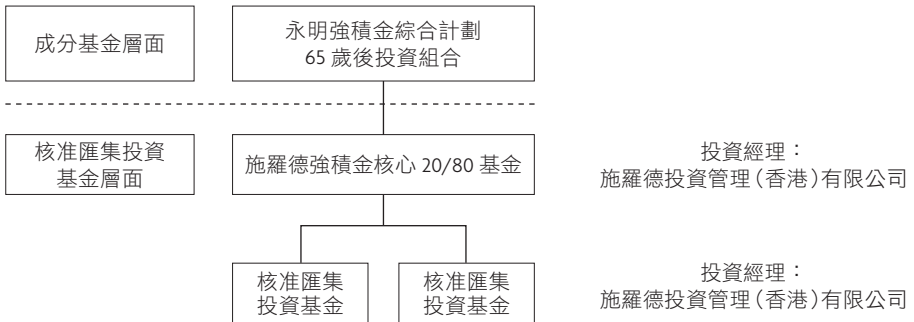 成分基金層面
永明強積金綜合計劃
65 歲後投資組合
核准匯集投資
基金層面
施羅德強積金核心 20/80 基金
投資經理：
施羅德投資管理（香港）有限公司
核准匯集
投資基金
核准匯集
投資基金
投資經理：
施羅德投資管理（香港）有限公司